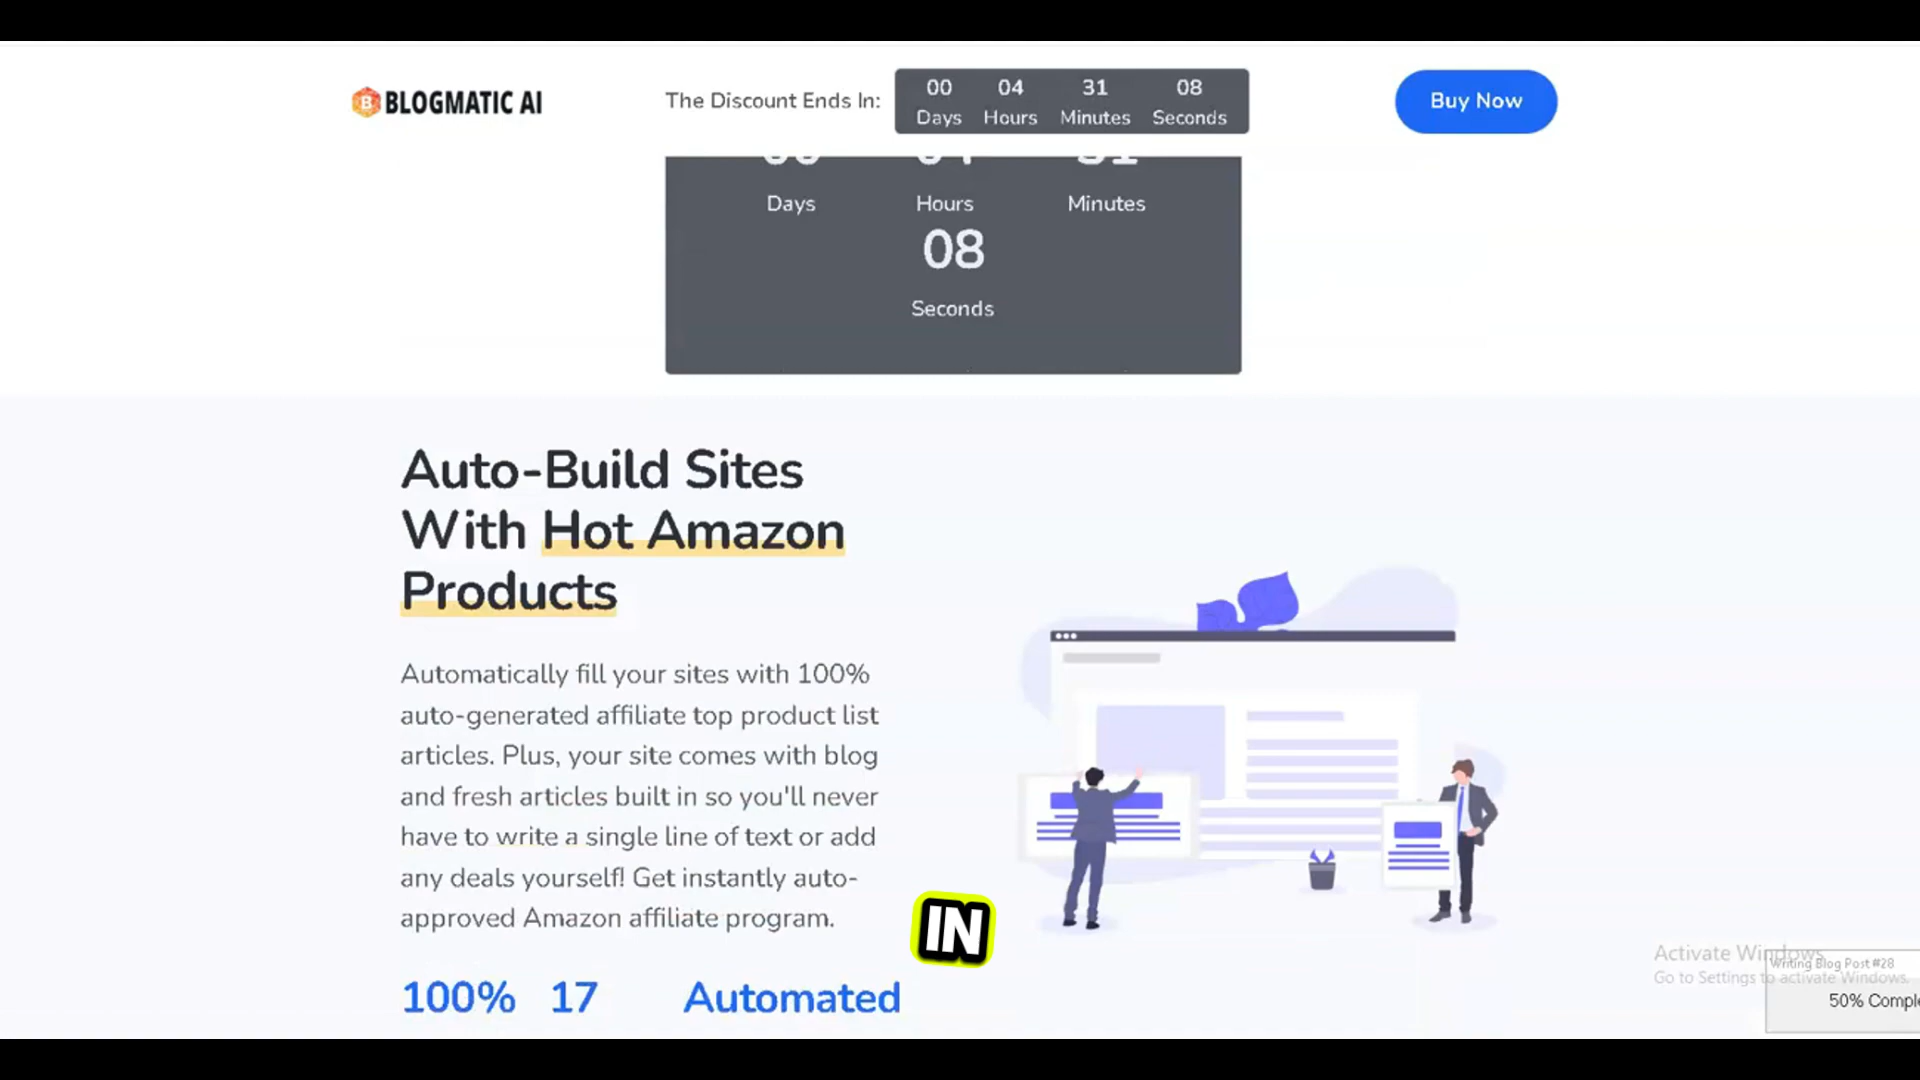 BLOGMATIC AI
The Discount Ends In:
00 04 31 08
Days Hours Minutes Seconds
Buy Now
00 04 31
Days Hours Minutes
08
Seconds
Auto-Build Sites
With Hot Amazon
Products
Automatically fill your sites with 100%
auto-generated affiliate top product list
articles. Plus, your site comes with blog
and fresh articles built in so you'll never
have to write a single line of text or add
any deals yourself! Get instantly auto-
approved Amazon affiliate program.
IN
100% 17 Automated
Activate Windows
Go to Settings to activate Windows.
Writing Blog Post #28
50% Comple